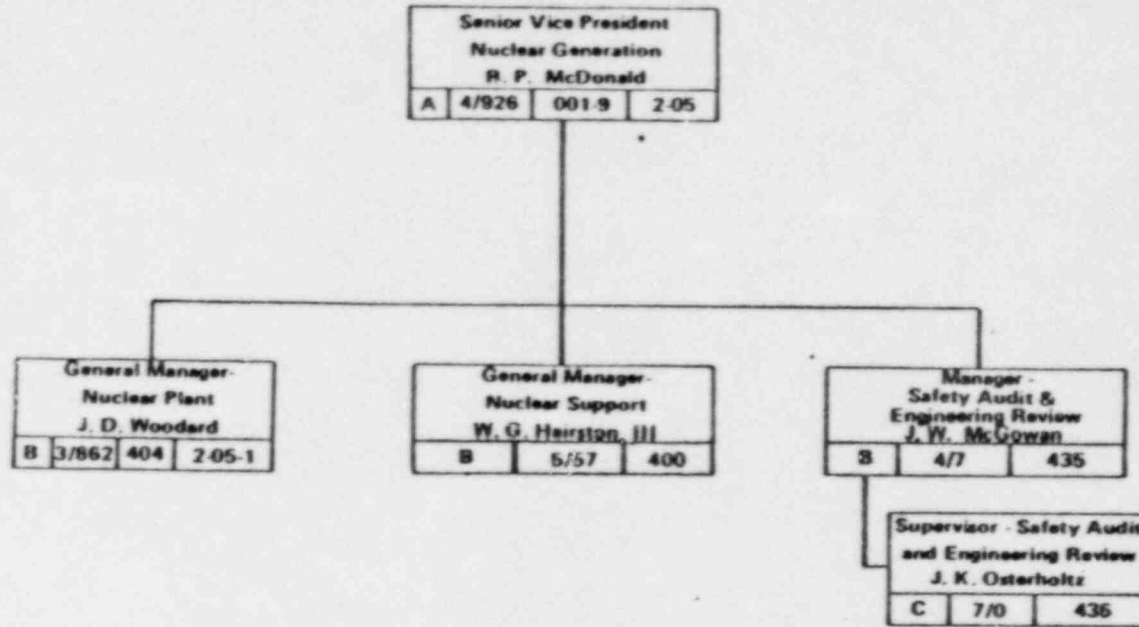 Senior Vice President
Nuclear Generation
R. P. McDonald
A 4/926 001-9 2-05
General Manager-
Nuclear Plant
J. D. Woodard
B 3/862 404 2-05-1
General Manager-
Nuclear Support
W. G. Hairston, III
B 5/57 400
Manager -
Safety Audit &
Engineering Review
J. W. McGowan
B 4/7 435
Supervisor - Safety Audit
and Engineering Review
J. K. Osterholtz
C 7/0 436